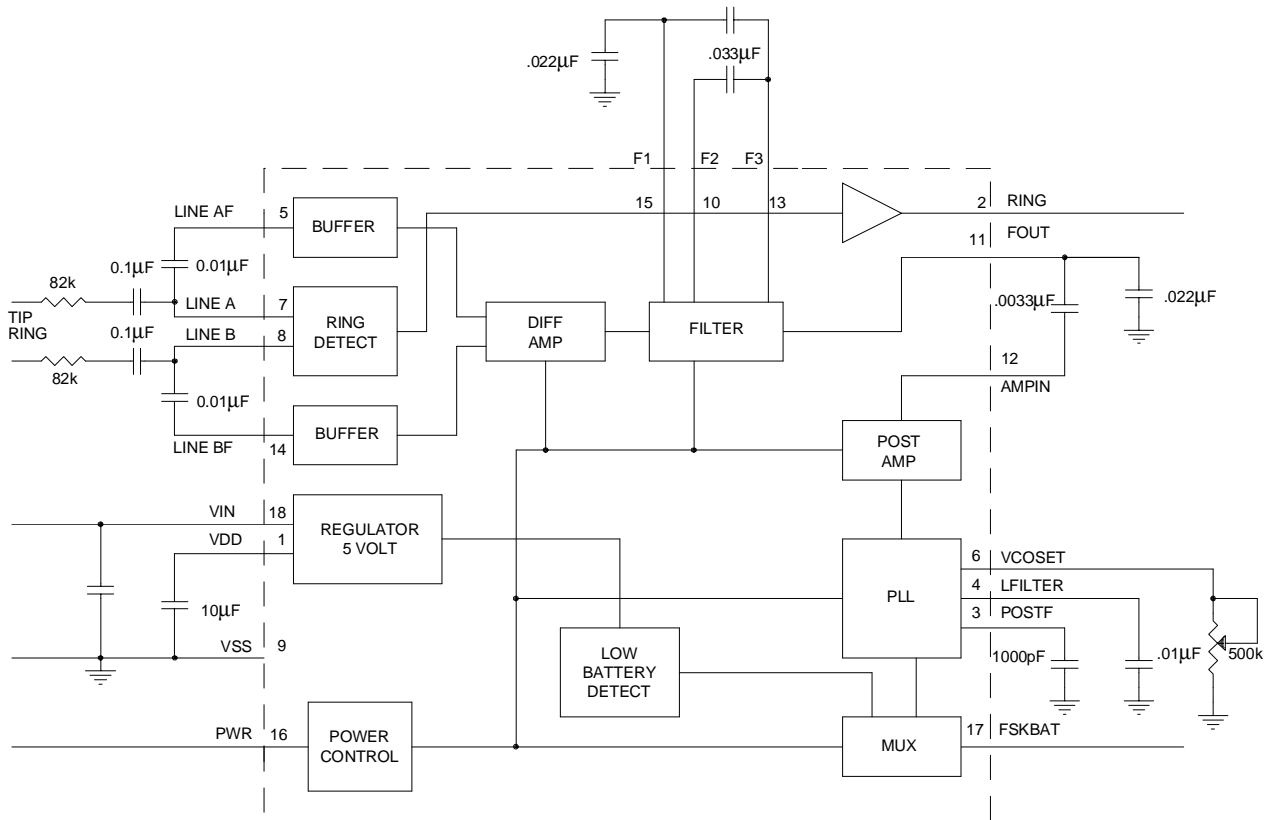 .022µF
.033µF
F1
F2
F3
LINE AF
5
BUFFER
15
10
13
2
RING
11
FOUT
0.1µF
0.01µF
82k
LINE A
7
TIP
RING
RING
DETECT
DIFF
AMP
FILTER
.0033µF
.022µF
0.1µF
LINE B
8
82k
12
AMPIN
0.01µF
BUFFER
LINE BF
14
POST
AMP
VIN
18
VDD
1
REGULATOR
5 VOLT
6
VCOSET
4
LFILTER
3
POSTF
PLL
10µF
VSS
9
LOW
BATTERY
DETECT
1000pF
.01µF
500k
PWR
16
POWER
CONTROL
MUX
17
FSKBAT